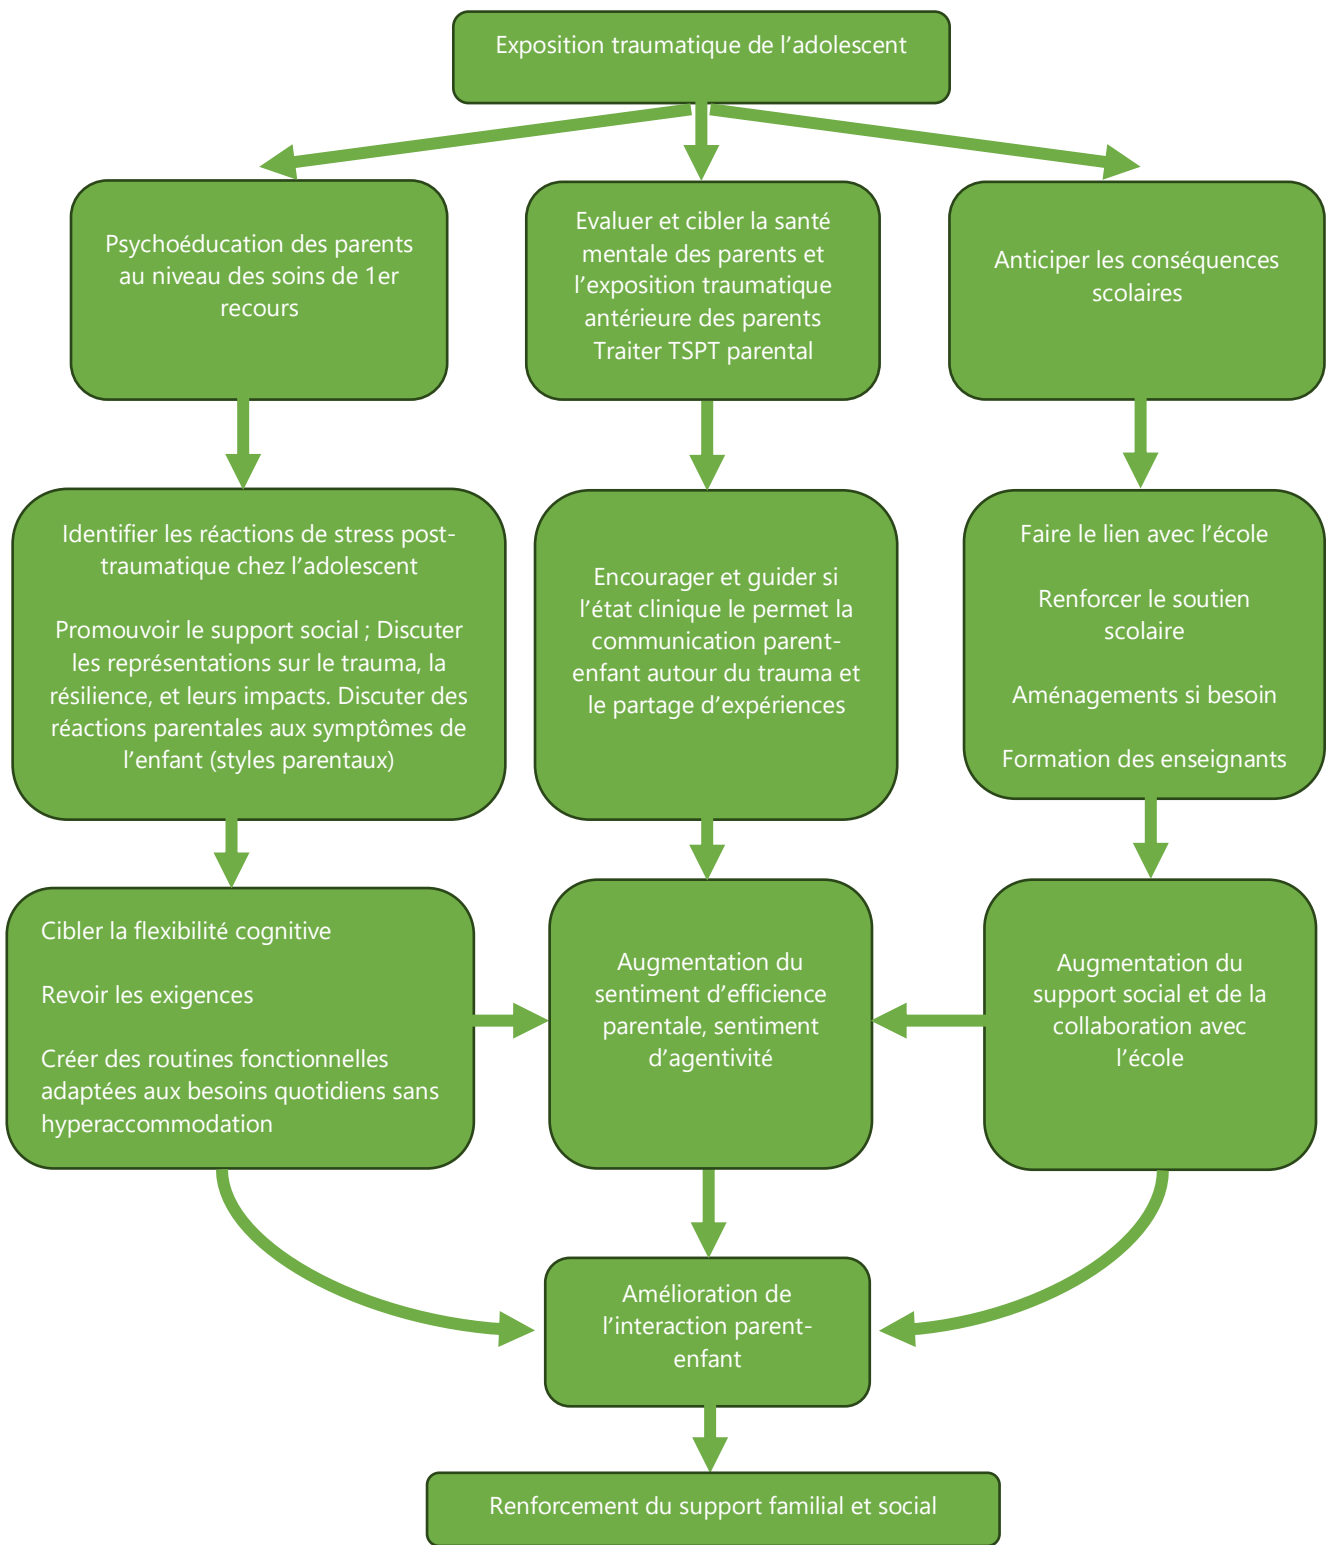 Exposition traumatique de l’adolescent
Psychoéducation des parents
au niveau des soins de 1er
recours
Evaluer et cibler la santé
mentale des parents et
l’exposition traumatique
antérieure des parents
Traiter TSPT parental
Anticiper les conséquences
scolaires
Identifier les réactions de stress post-
traumatique chez l’adolescent
Promouvoir le support social ; Discuter
les représentations sur le trauma, la
résilience, et leurs impacts. Discuter des
réactions parentales aux symptômes de
l’enfant (styles parentaux)
Encourager et guider si
l’état clinique le permet la
communication parent-
enfant autour du trauma et
le partage d’expériences
Faire le lien avec l’école
Renforcer le soutien
scolaire
Aménagements si besoin
Formation des enseignants
Cibler la flexibilité cognitive
Revoir les exigences
Créer des routines fonctionnelles
adaptées aux besoins quotidiens sans
hyperaccommodation
Augmentation du
sentiment d’efficience
parentale, sentiment
d’agentivité
Augmentation du
support social et de la
collaboration avec
l’école
Amélioration de
l’interaction parent-
enfant
Renforcement du support familial et social